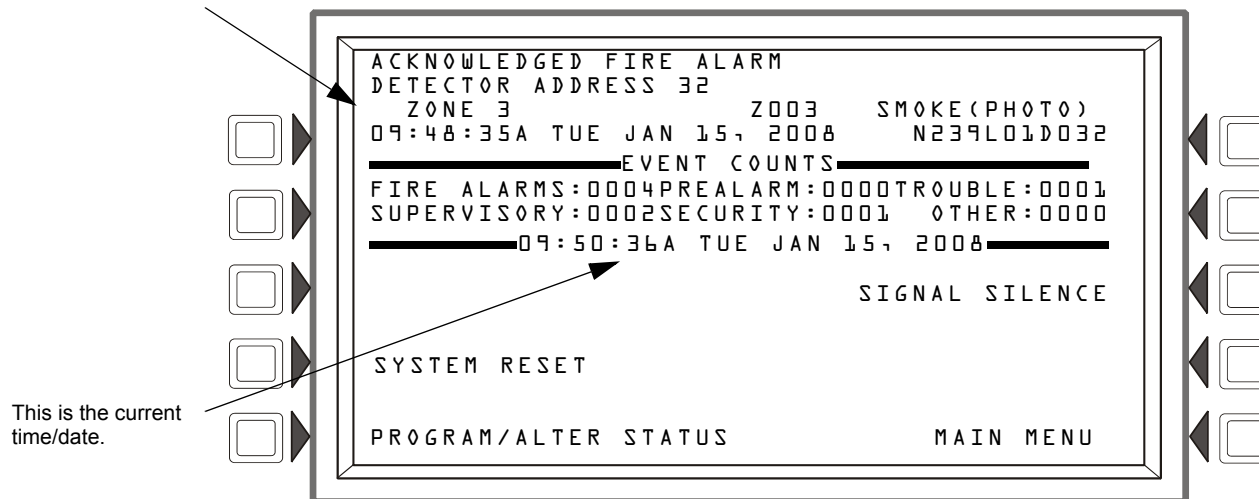 ACKNOWLEDGED FIRE ALARM
DETECTOR ADDRESS 32
ZONE 3 Z003 SMOKE(PHOTO)
09:48:35A TUE JAN 15, 2008 N239L01D032
EVENT COUNTS
FIRE ALARMS:0004PREALARM:0000TROUBLE:0001
SUPERVISORY:0002SECURITY:0001 OTHER:0000
09:50:36A TUE JAN 15, 2008
SIGNAL SILENCE
SYSTEM RESET
This is the current
time/date.
PROGRAM/ALTER STATUS MAIN MENU